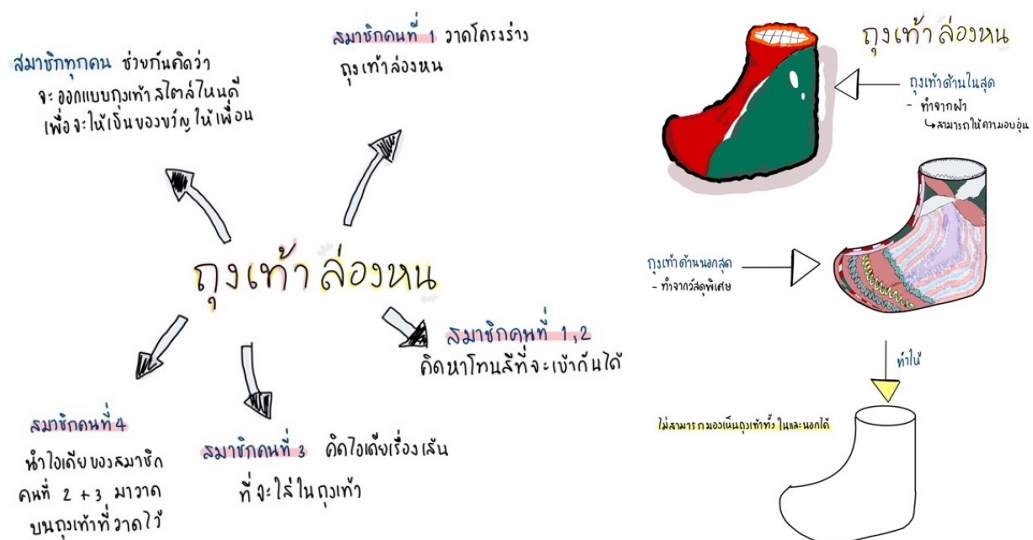 สมาชิกทุกคน ช่วยกันคิดว่า
จะออกแบบถุงเท้าสไตล์ไหนดี
เพื่อจะให้เป็นของขวัญให้เพื่อน
สมาชิกคนที่ 1 วาดโครงร่าง
ถุงเท้าล่องหน
ถุงเท้าล่องหน
สมาชิกคนที่ 1,2
คิดหาโทนสีที่จะเข้ากันได้
สมาชิกคนที่ 3 คิดไอเดียเรื่องเส้น
ที่จะใส่ในถุงเท้า
สมาชิกคนที่ 4
นำไอเดียของสมาชิก
คนที่ 2 + 3 มาวาด
บนถุงเท้าที่วาดไว้
ถุงเท้าล่องหน
ถุงเท้าด้านในสุด
- ทำจากผ้า
↳ สามารถให้ความอบอุ่น
ถุงเท้าด้านนอกสุด
- ทำจากวัสดุพิเศษ
ทำให้
ไม่สามารถมองเห็นถุงเท้าทั้งในและนอกได้